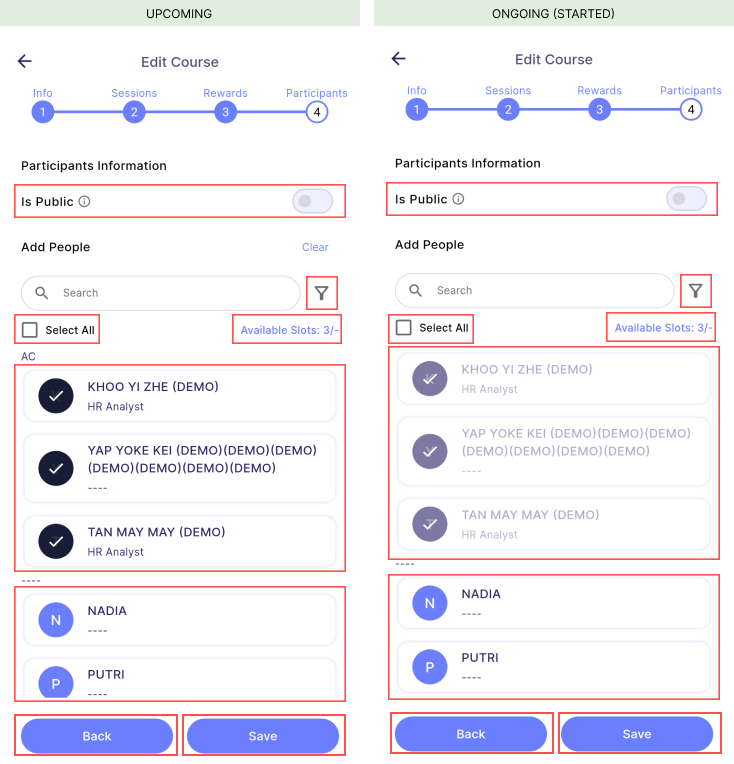 UPCOMING
Edit Course
Info Sessions Rewards Participants
1 2 3 4
Participants Information
Is Public
Add People Clear
Search
Select All Available Slots: 3/-
AC
KHOO YI ZHE (DEMO)
HR Analyst
YAP YOKE KEI (DEMO)(DEMO)(DEMO)
(DEMO)(DEMO)(DEMO)(DEMO)
----
TAN MAY MAY (DEMO)
HR Analyst
----
N NADIA
----
P PUTRI
----
Back Save
ONGOING (STARTED)
Edit Course
Info Sessions Rewards Participants
1 2 3 4
Participants Information
Is Public
Add People
Search
Select All Available Slots: 3/-
KHOO YI ZHE (DEMO)
HR Analyst
YAP YOKE KEI (DEMO)(DEMO)(DEMO)
(DEMO)(DEMO)(DEMO)(DEMO)
----
TAN MAY MAY (DEMO)
HR Analyst
----
N NADIA
----
P PUTRI
----
Back Save